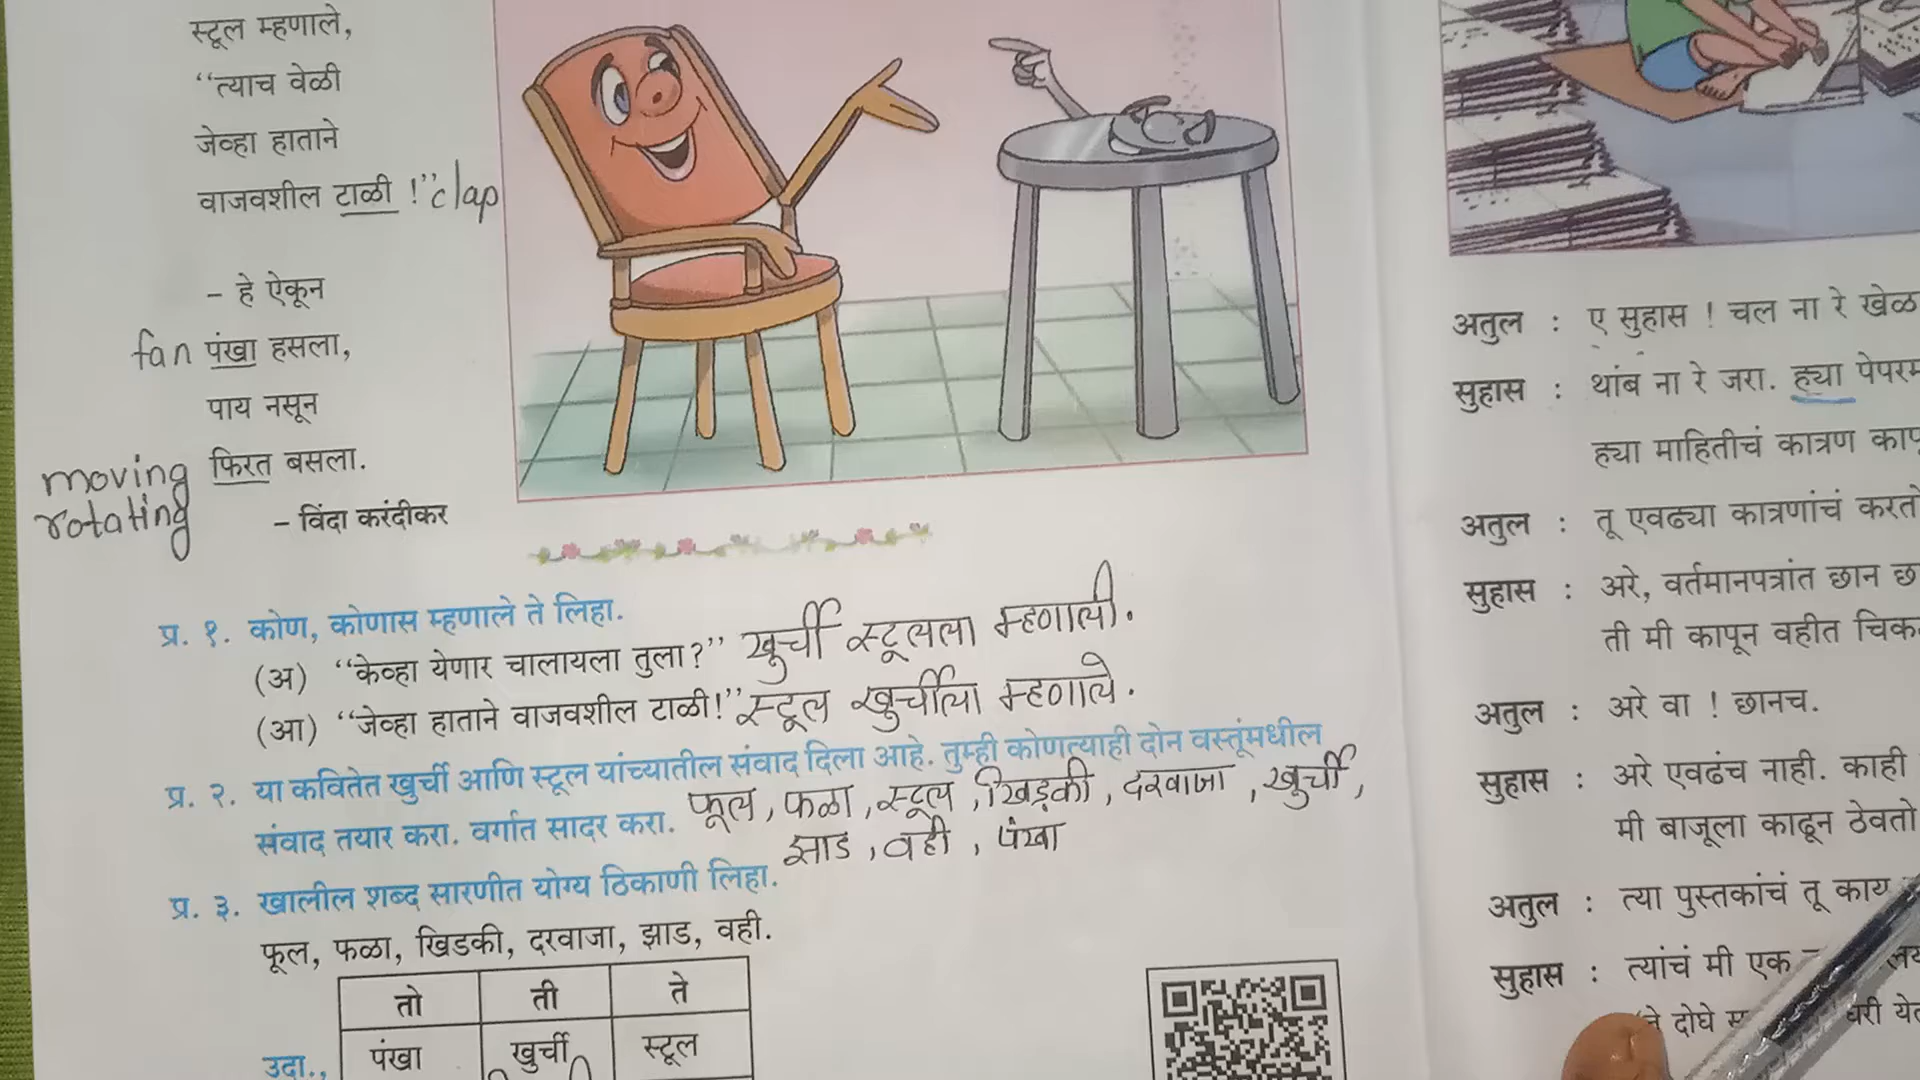 स्टूल म्हणाले,
“त्याच वेळी
जेव्हा हाताने
वाजवशील टाळी !” clap
– हे ऐकून
fan पंखा हसला,
पाय नसून
moving फिरत बसला.
rotating
– विंदा करंदीकर
प्र. १. कोण, कोणास म्हणाले ते लिहा.
(अ) “केव्हा येणार चालायला तुला?” खुर्ची स्टूलला म्हणाली.
(आ) “जेव्हा हाताने वाजवशील टाळी!” स्टूल खुर्चीला म्हणाले.
प्र. २. या कवितेत खुर्ची आणि स्टूल यांच्यातील संवाद दिला आहे. तुम्ही कोणत्याही दोन वस्तूंमधील
संवाद तयार करा. वर्गात सादर करा. फूल, फळा, स्टूल, खिडकी, दरवाजा, खुर्ची,
झाड, वही, पंखा
प्र. ३. खालील शब्द सारणीत योग्य ठिकाणी लिहा.
फूल, फळा, खिडकी, दरवाजा, झाड, वही.
तो ती ते
उदा., पंखा खुर्ची स्टूल
अतुल : ए सुहास ! चल ना रे खेळ
सुहास : थांब ना रे जरा. ह्या
ह्या माहितीचं कात्रण
अतुल : तू एवढ्या कात्रणांचं करतो
सुहास : अरे, वर्तमानपत्रांत छान
ती मी कापून वहीत
अतुल : अरे वा ! छानच.
सुहास : अरे एवढंच नाही. काही
मी बाजूला काढून ठेवतो
अतुल : त्या पुस्तकांचं तू काय
सुहास : त्यांचं मी एक
दोघे